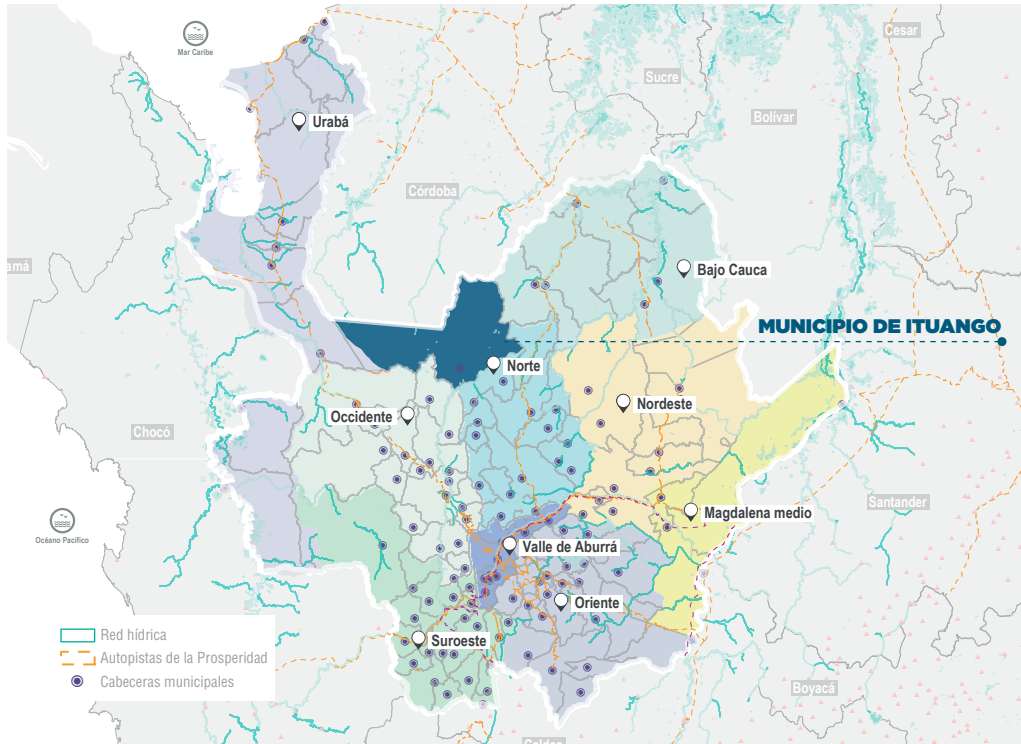 Mar Caribe
Cesar
Sucre
Bolívar
Urabá
Córdoba
amá
Bajo Cauca
MUNICIPIO DE ITUANGO
Norte
Nordeste
Occidente
Chocó
Santander
Magdalena medio
Océano Pacífico
Valle de Aburrá
Oriente
Suroeste
Red hídrica
Autopistas de la Prosperidad
Cabeceras municipales
Boyacá